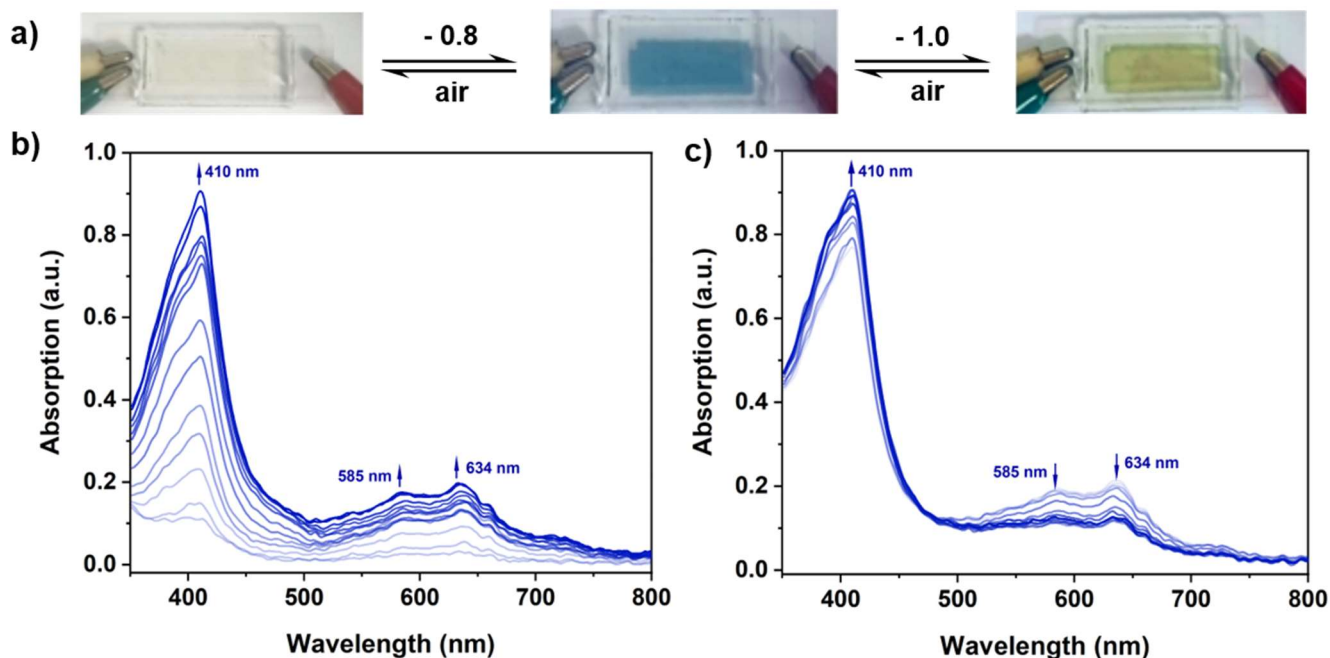 a)
- 0.8
air
- 1.0
air
b)
1.0
0.8
0.6
0.4
0.2
0.0
Absorption (a.u.)
410 nm
585 nm
634 nm
400 500 600 700 800
Wavelength (nm)
c)
1.0
0.8
0.6
0.4
0.2
0.0
Absorption (a.u.)
410 nm
585 nm
634 nm
400 500 600 700 800
Wavelength (nm)